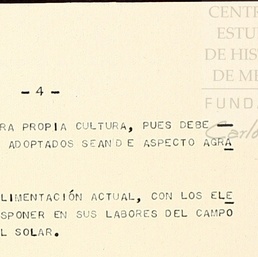 CENTR
ESTU
DE HIS
DE ME
FUNDA
- 4 -
RA PROPIA CULTURA, PUES DEBE
ADOPTADOS SEAN DE ASPECTO AGRA
LIMENTACIÓN ACTUAL, CON LOS ELE
SPONER EN SUS LABORES DEL CAMPO
L SOLAR.